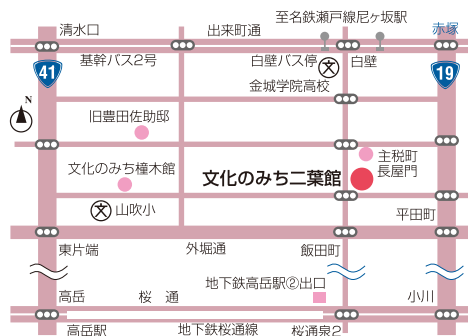 至名鉄瀬戸線尼ヶ坂駅
清水口
出来町通
赤塚
基幹バス2号
白壁バス停
文
白壁
41
19
金城学院高校
N
旧豊田佐助邸
主税町
長屋門
文化のみち橦木館
文化のみち二葉館
文
山吹小
平田町
東片端
外堀通
飯田町
地下鉄高岳駅②出口
高岳
桜 通
小川
高岳駅
地下鉄桜通線
桜通泉2